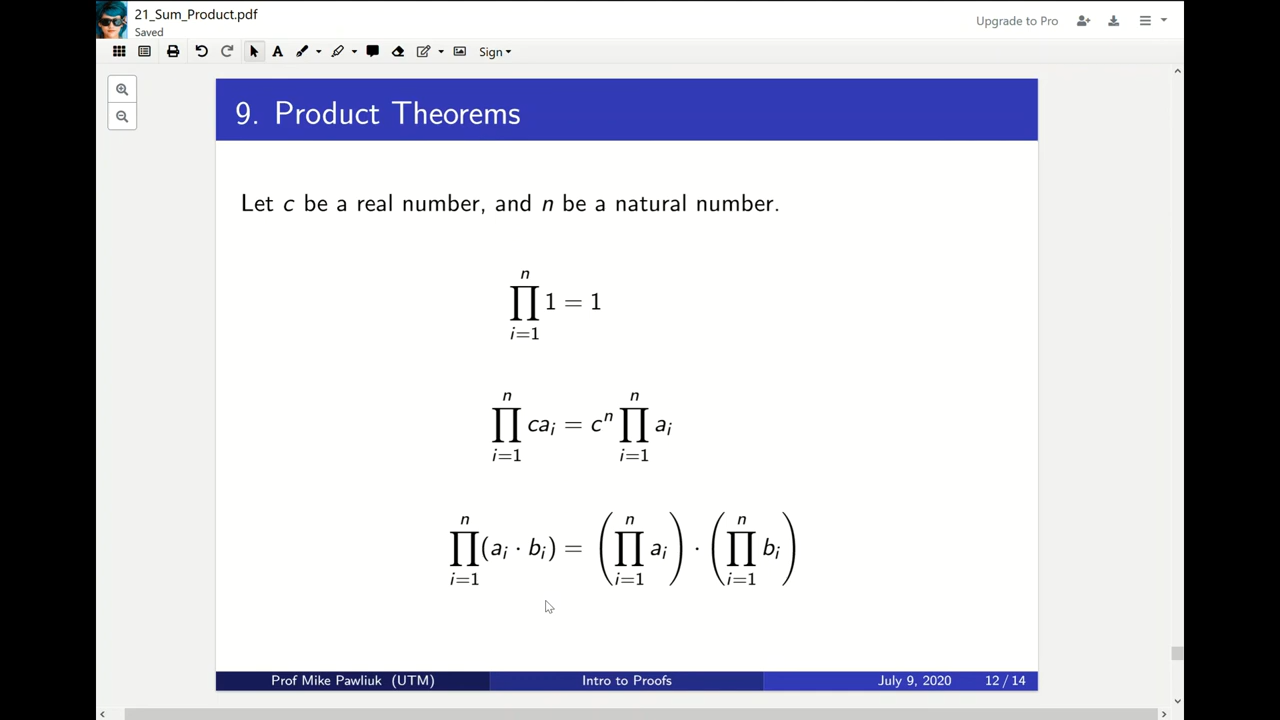 21_Sum_Product.pdf
Saved
Upgrade to Pro
A
Sign
9. Product Theorems
Let c be a real number, and n be a natural number.
∏_{i=1}^{n} 1 = 1
∏_{i=1}^{n} ca_i = c^n ∏_{i=1}^{n} a_i
∏_{i=1}^{n} (a_i · b_i) = (∏_{i=1}^{n} a_i) · (∏_{i=1}^{n} b_i)
Prof Mike Pawliuk (UTM) Intro to Proofs July 9, 2020 12 / 14